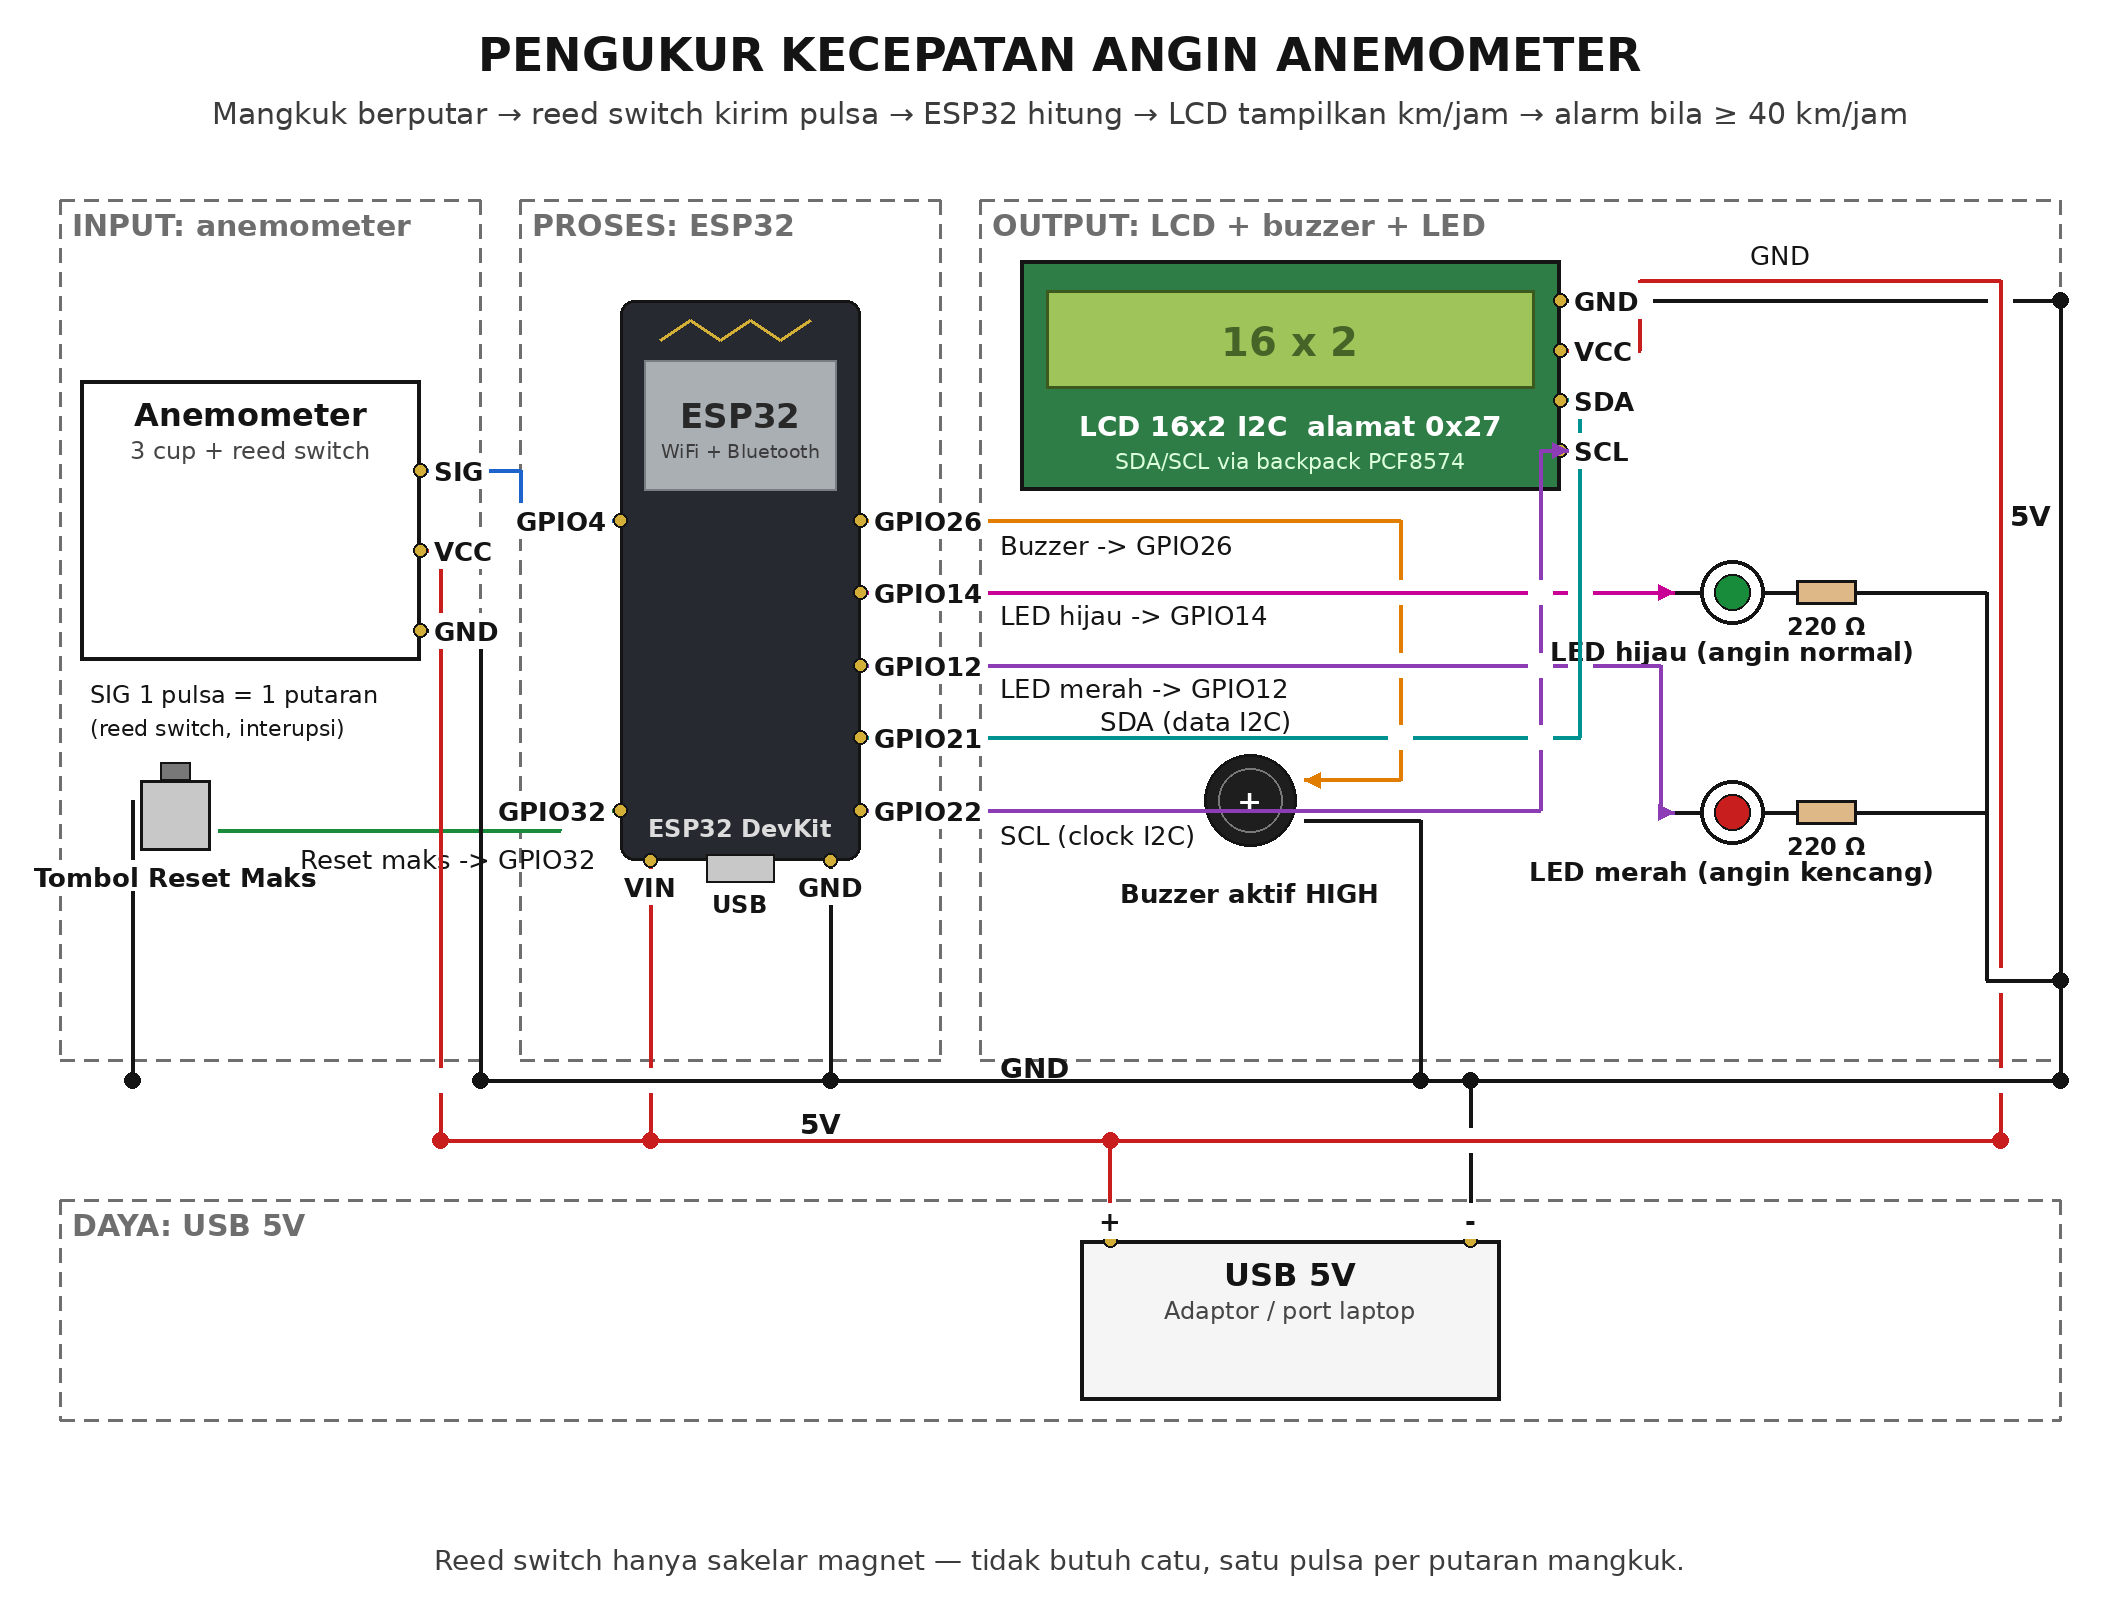 PENGUKUR KECEPATAN ANGIN ANEMOMETER
Mangkuk berputar → reed switch kirim pulsa → ESP32 hitung → LCD tampilkan km/jam → alarm bila ≥ 40 km/jam
INPUT: anemometer
Anemometer
3 cup + reed switch
SIG
VCC
GND
SIG 1 pulsa = 1 putaran
(reed switch, interupsi)
Tombol Reset Maks
Reset maks -> GPIO32
PROSES: ESP32
ESP32
WiFi + Bluetooth
GPIO4
GPIO32
GPIO26
GPIO14
GPIO12
GPIO21
GPIO22
ESP32 DevKit
VIN
USB
GND
OUTPUT: LCD + buzzer + LED
16 x 2
LCD 16x2 I2C  alamat 0x27
SDA/SCL via backpack PCF8574
GND
VCC
SDA
SCL
GND
5V
Buzzer -> GPIO26
LED hijau -> GPIO14
LED merah -> GPIO12
SDA (data I2C)
SCL (clock I2C)
+
Buzzer aktif HIGH
220 Ω
LED hijau (angin normal)
220 Ω
LED merah (angin kencang)
GND
5V
DAYA: USB 5V
+
-
USB 5V
Adaptor / port laptop
Reed switch hanya sakelar magnet — tidak butuh catu, satu pulsa per putaran mangkuk.